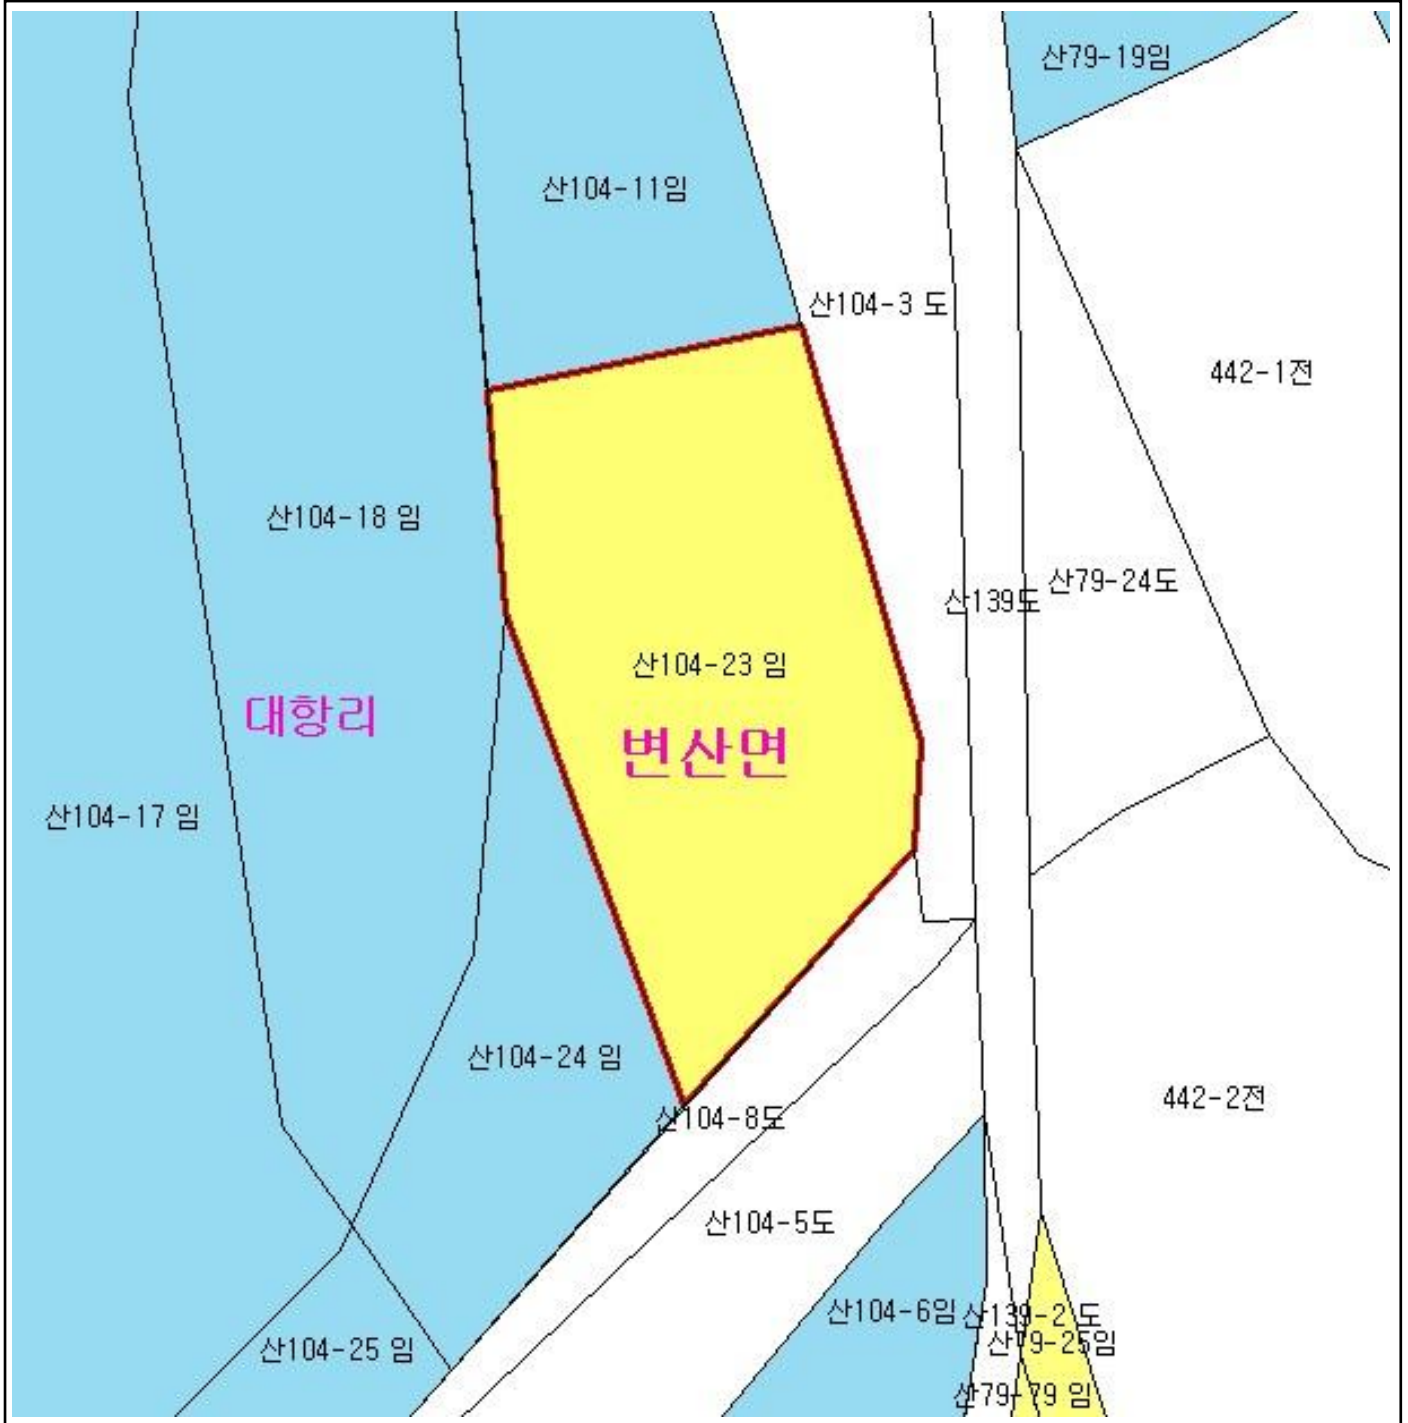 산79-19임
산104-11임
산104-3 도
442-1전
산104-18 임
산79-24도
산139도
산104-23 임
대항리
변산면
산104-17 임
산104-24 임
442-2전
산104-8도
산104-5도
산104-6임
산139-2 도
산79-25임
산104-25 임
산79-79 임